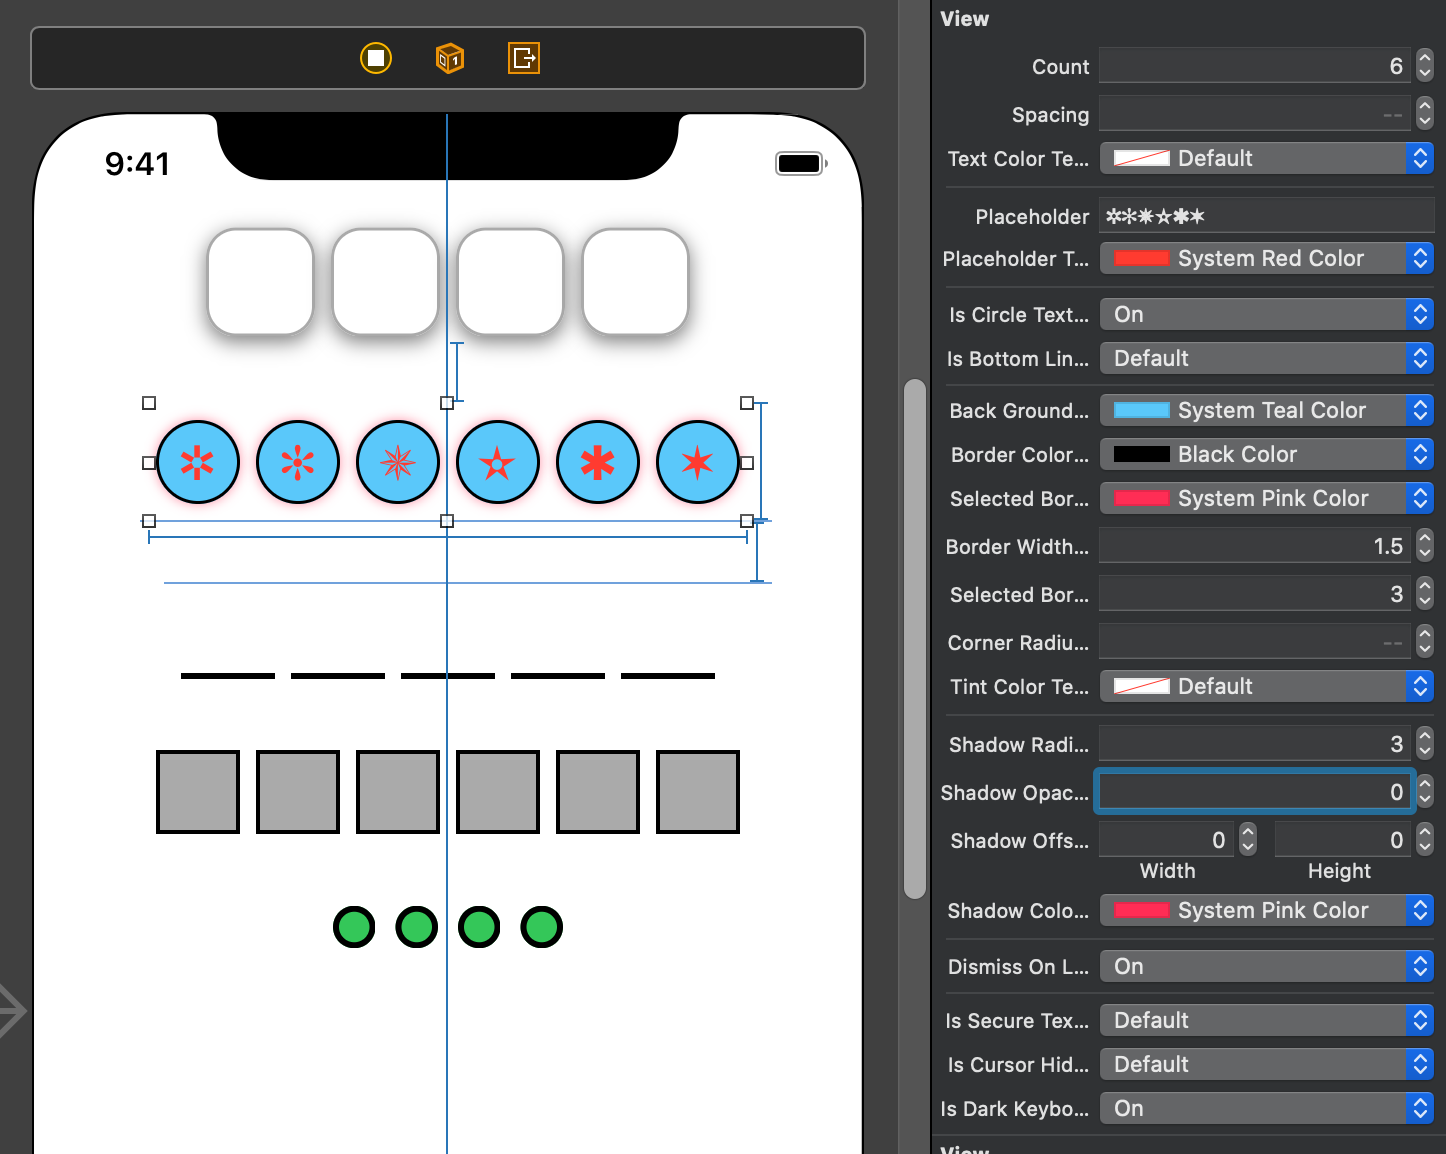 9:41
✲ ✼ ✴ ☆ ✱ ✶
View
Count 6
Spacing --
Text Color Te... Default
Placeholder ✲✼✷☆✱✶
Placeholder T... System Red Color
Is Circle Text... On
Is Bottom Lin... Default
Back Ground... System Teal Color
Border Color... Black Color
Selected Bor... System Pink Color
Border Width... 1.5
Selected Bor... 3
Corner Radiu... --
Tint Color Te... Default
Shadow Radi... 3
Shadow Opac... 0
Shadow Offs... 0 0
Width Height
Shadow Colo... System Pink Color
Dismiss On L... On
Is Secure Tex... Default
Is Cursor Hid... Default
Is Dark Keybo... On
View